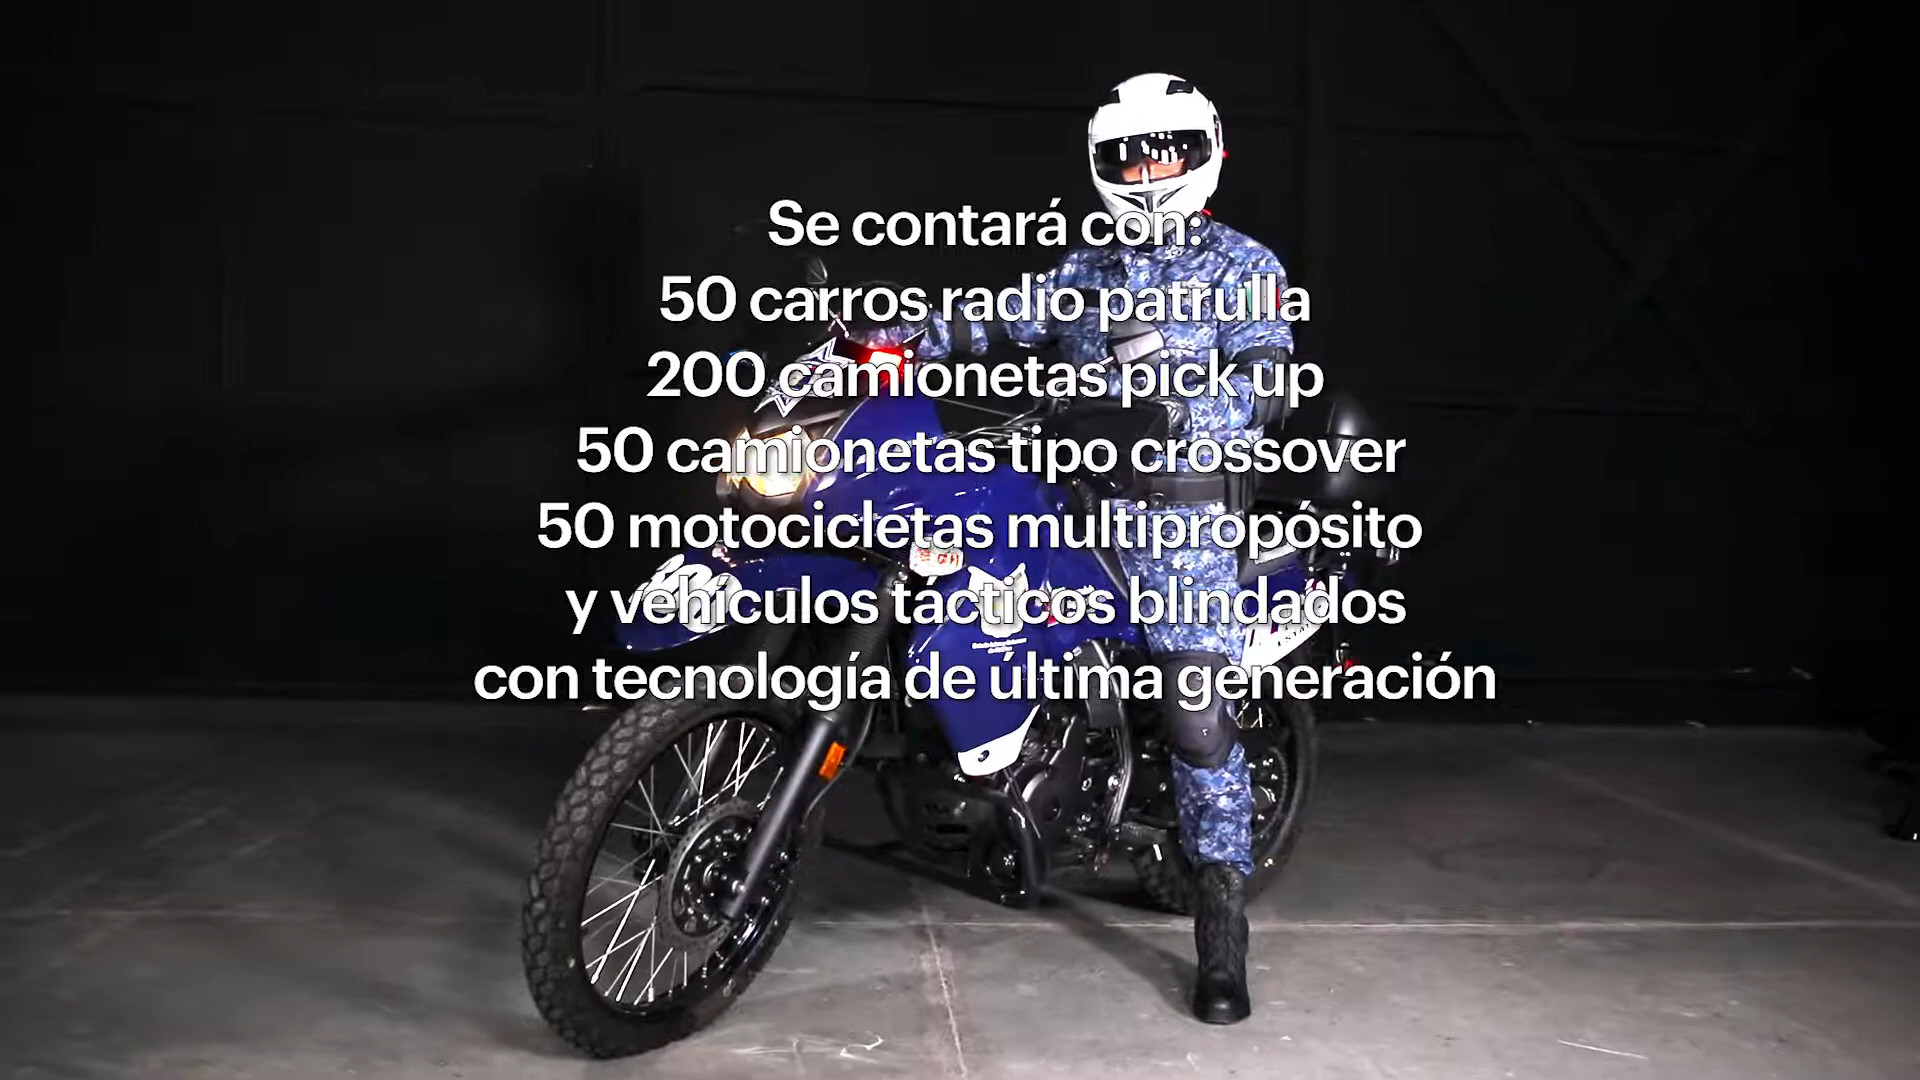 Se contará con:
50 carros radio patrulla
200 camionetas pick up
50 camionetas tipo crossover
50 motocicletas multipropósito
y vehículos tácticos blindados
con tecnología de última generación